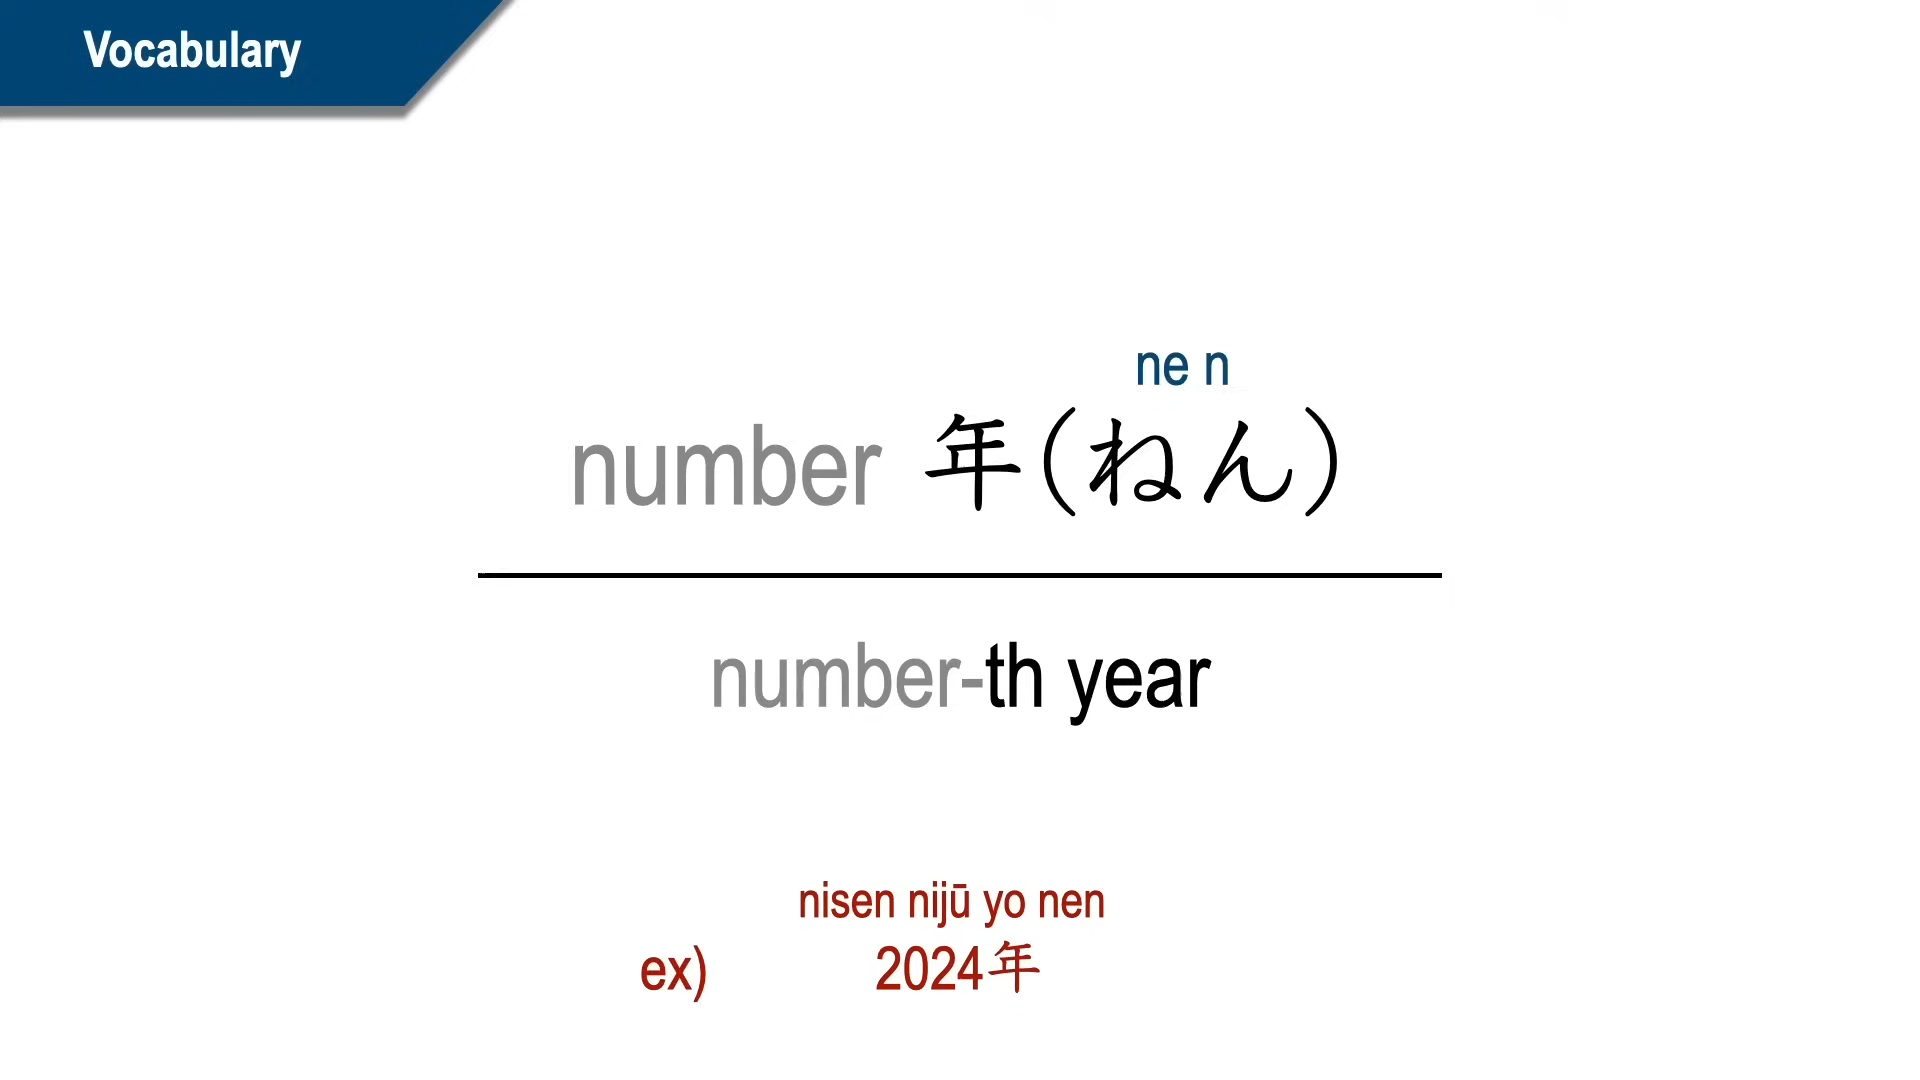 Vocabulary
ne n
number 年(ねん)
number-th year
nisen nijū yo nen
ex) 2024年